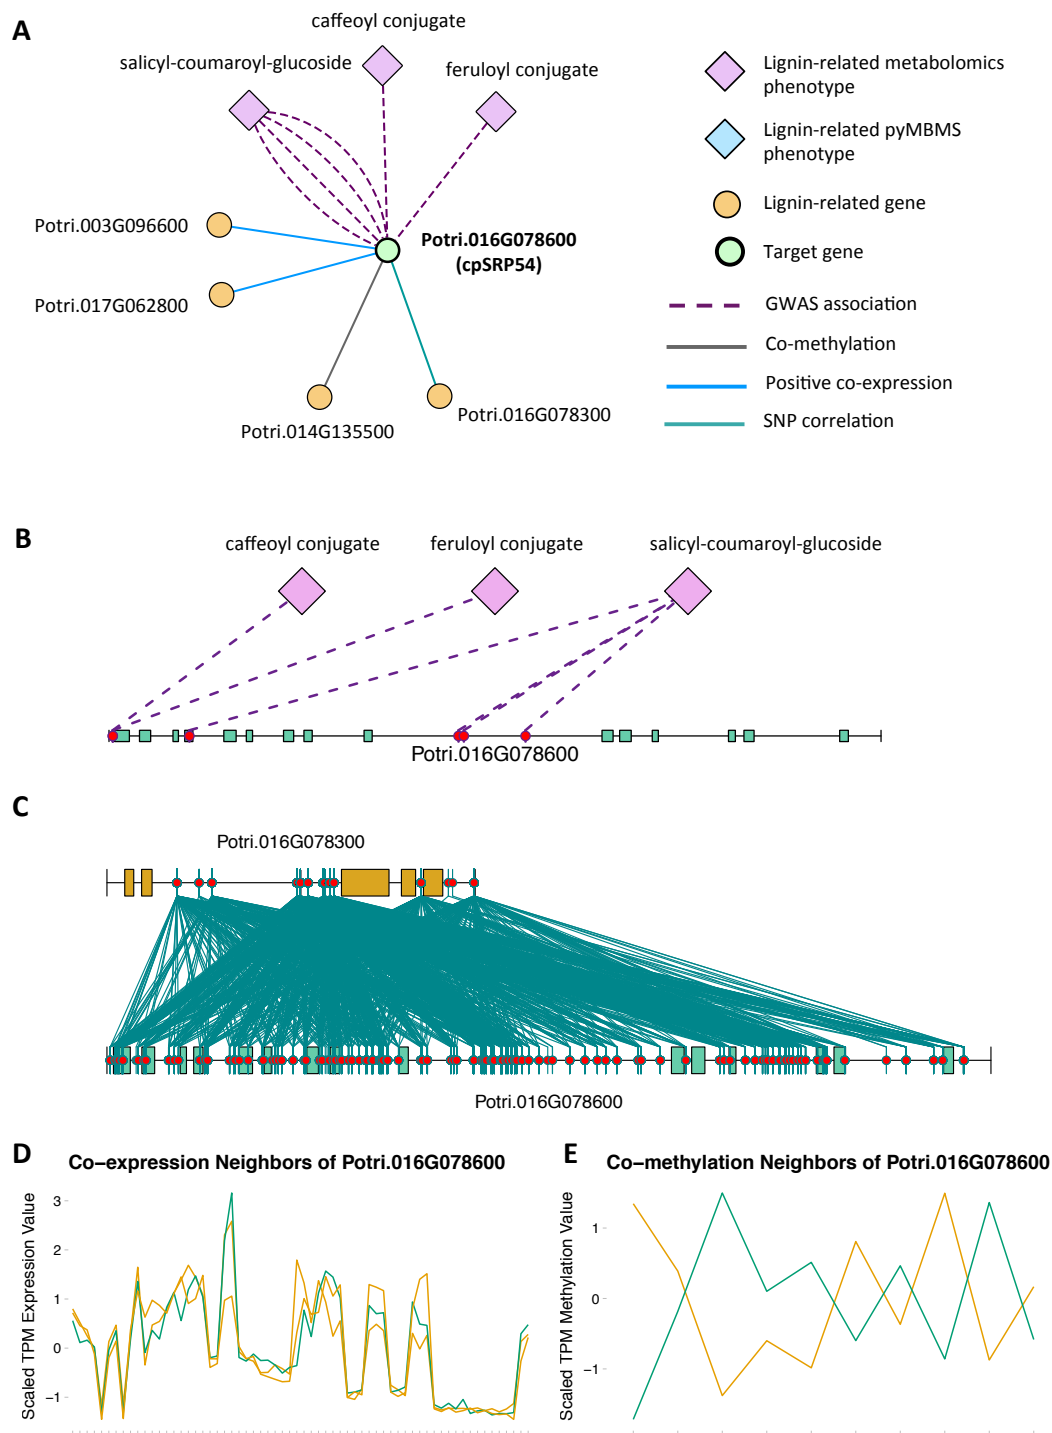 A
caffeoyl conjugate
salicyl-coumaroyl-glucoside
feruloyl conjugate
Lignin-related metabolomics
phenotype
Lignin-related pyMBMS
phenotype
Lignin-related gene
Target gene
GWAS association
Co-methylation
Positive co-expression
SNP correlation
Potri.003G096600
Potri.016G078600
(cpSRP54)
Potri.017G062800
Potri.014G135500
Potri.016G078300
B
caffeoyl conjugate
feruloyl conjugate
salicyl-coumaroyl-glucoside
Potri.016G078600
C
Potri.016G078300
Potri.016G078600
D
Co−expression Neighbors of Potri.016G078600
Scaled TPM Expression Value
3
2
1
0
−1
E
Co−methylation Neighbors of Potri.016G078600
Scaled TPM Methylation Value
1
0
−1